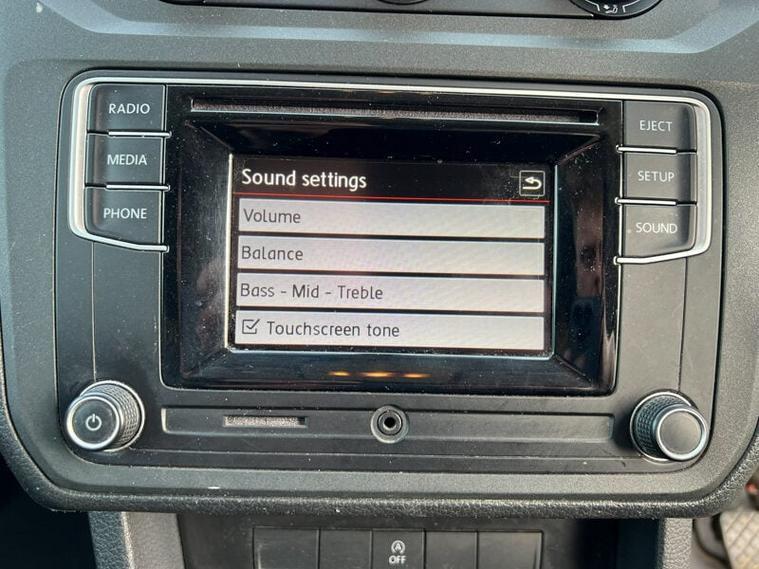 RADIO
MEDIA
PHONE
EJECT
SETUP
SOUND
Sound settings
Volume
Balance
Bass - Mid - Treble
Touchscreen tone
A
OFF